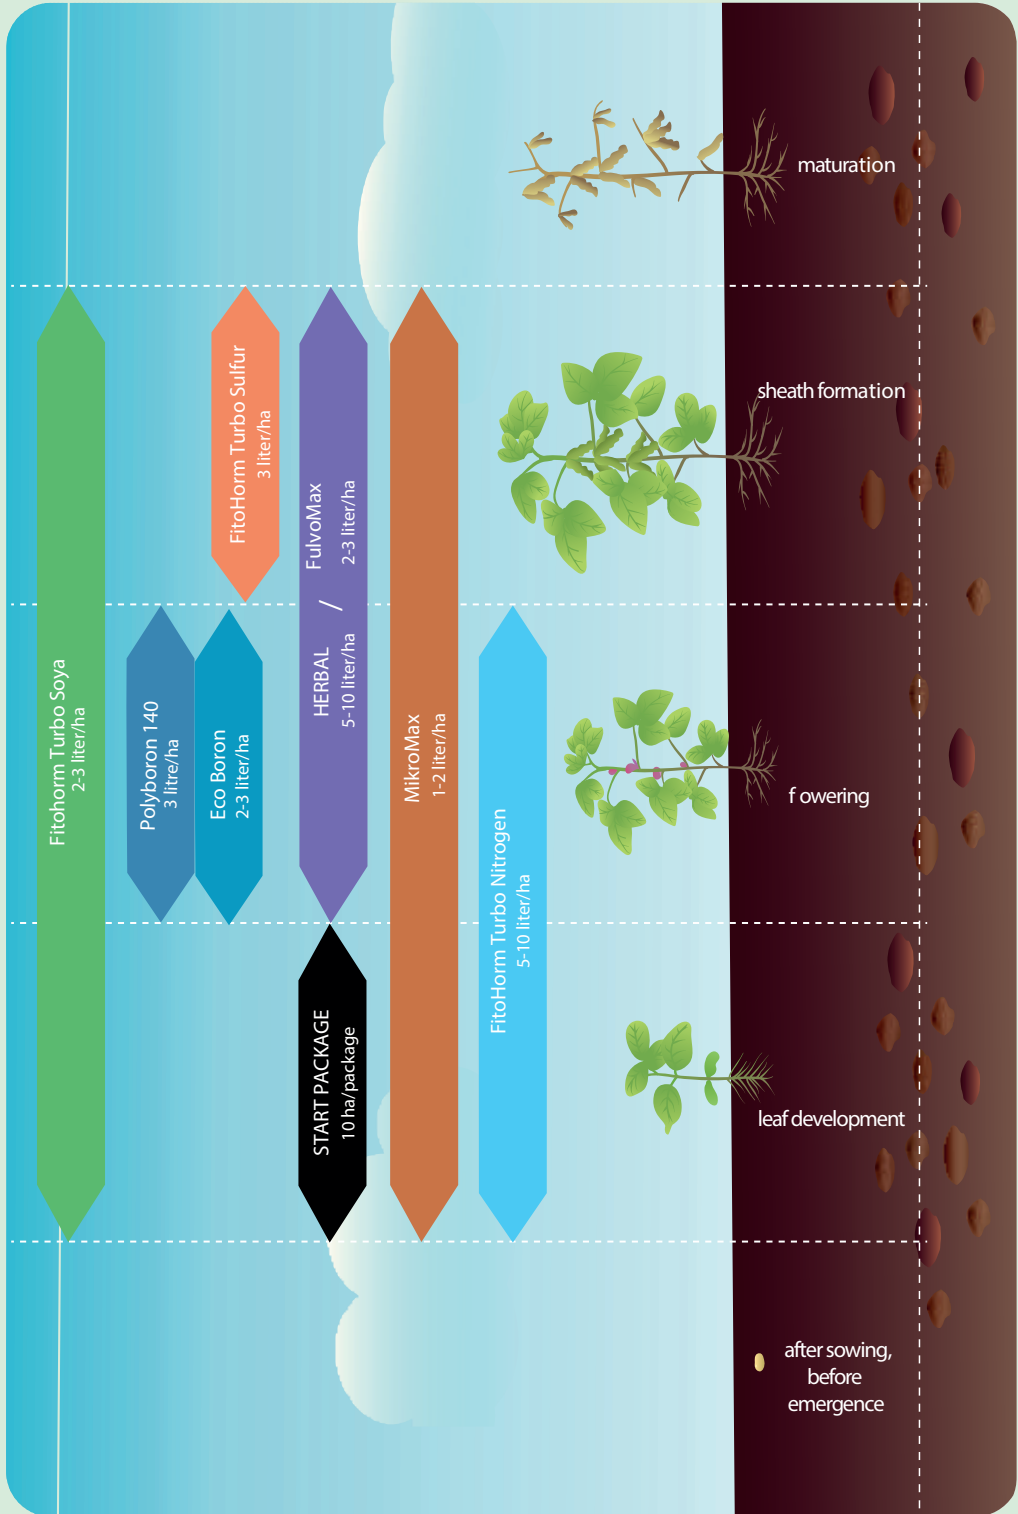 Fitohorm Turbo Soya
2-3 liter/ha
Polyboron 140
3 litre/ha
Eco Boron
2-3 liter/ha
FitoHorm Turbo Sulfur
3 liter/ha
START PACKAGE
10 ha/package
HERBAL / FulvoMax
5-10 liter/ha 2-3 liter/ha
MikroMax
1-2 liter/ha
FitoHorm Turbo Nitrogen
5-10 liter/ha
after sowing,
before
emergence
leaf development
f owering
sheath formation
maturation